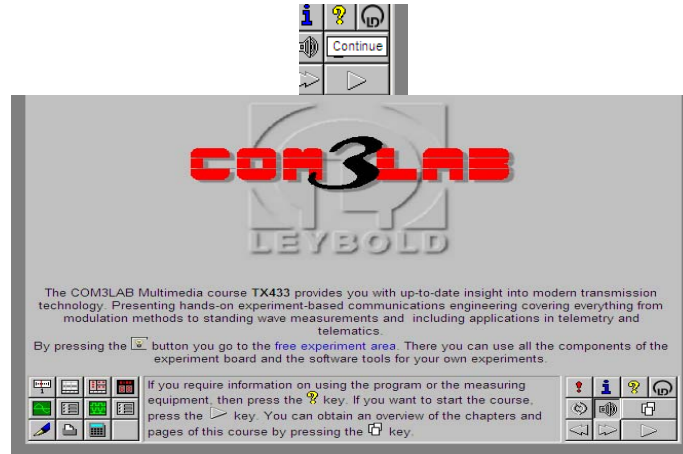 Continue
COM3LAB
LEYBOLD
The COM3LAB Multimedia course TX433 provides you with up-to-date insight into modern transmission
technology. Presenting hands-on experiment-based communications engineering covering everything from
modulation methods to standing wave measurements and including applications in telemetry and
telematics.
By pressing the button you go to the free experiment area. There you can use all the components of the
experiment board and the software tools for your own experiments.
If you require information on using the program or the measuring
equipment, then press the ? key. If you want to start the course,
press the key. You can obtain an overview of the chapters and
pages of this course by pressing the key.